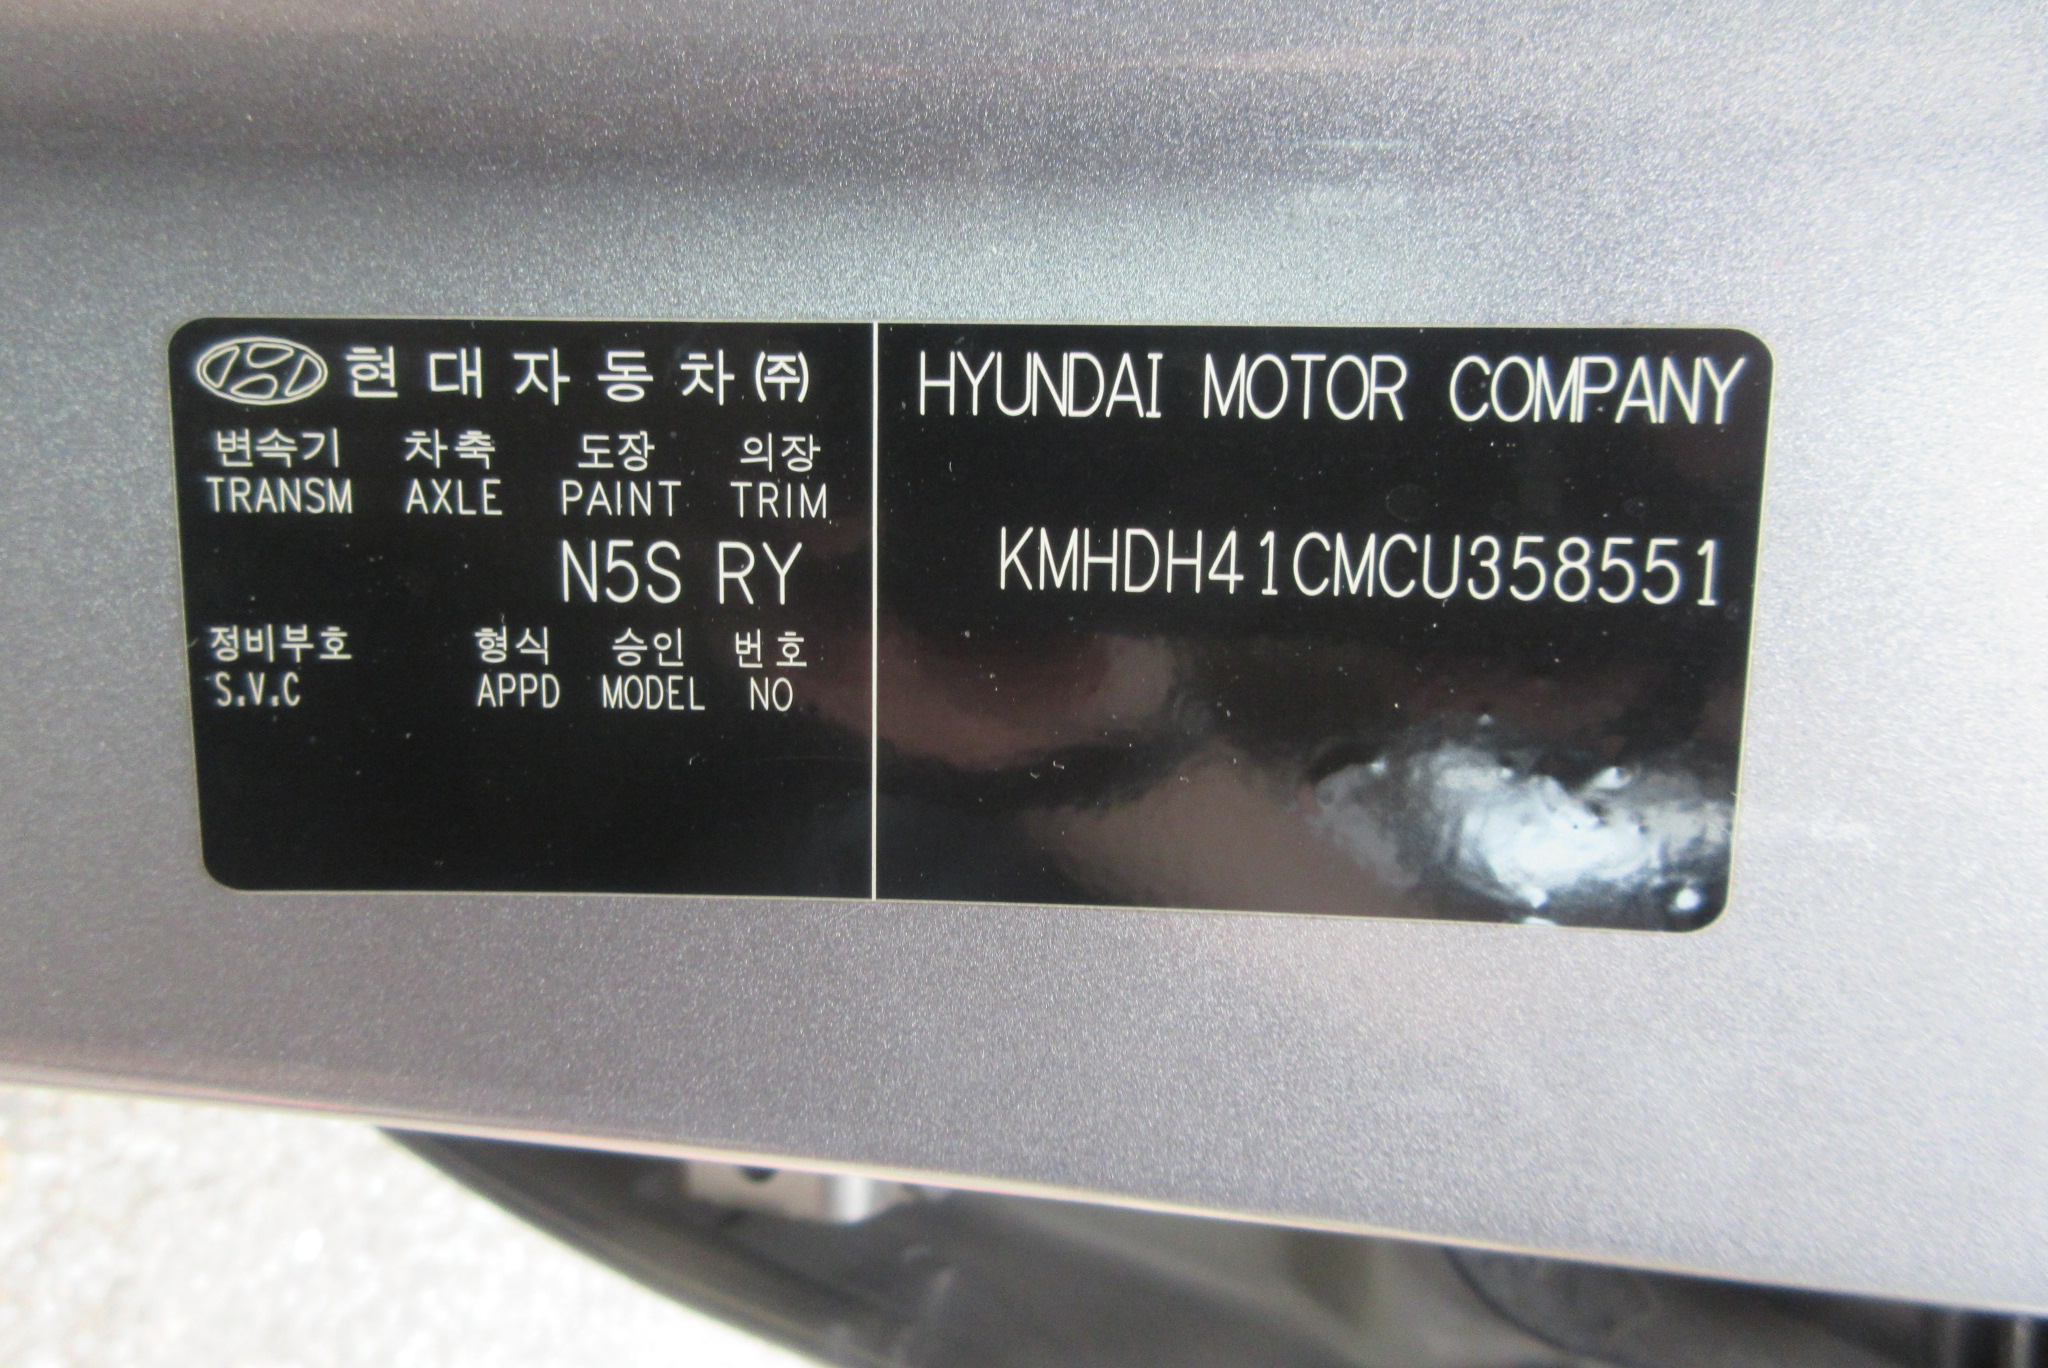 현대자동차(주)
변속기 차축 도장 의장
TRANSM AXLE PAINT TRIM
N5S RY
정비부호 형식 승인 번호
S.V.C APPD MODEL NO
HYUNDAI MOTOR COMPANY
KMHDH41CMCU358551